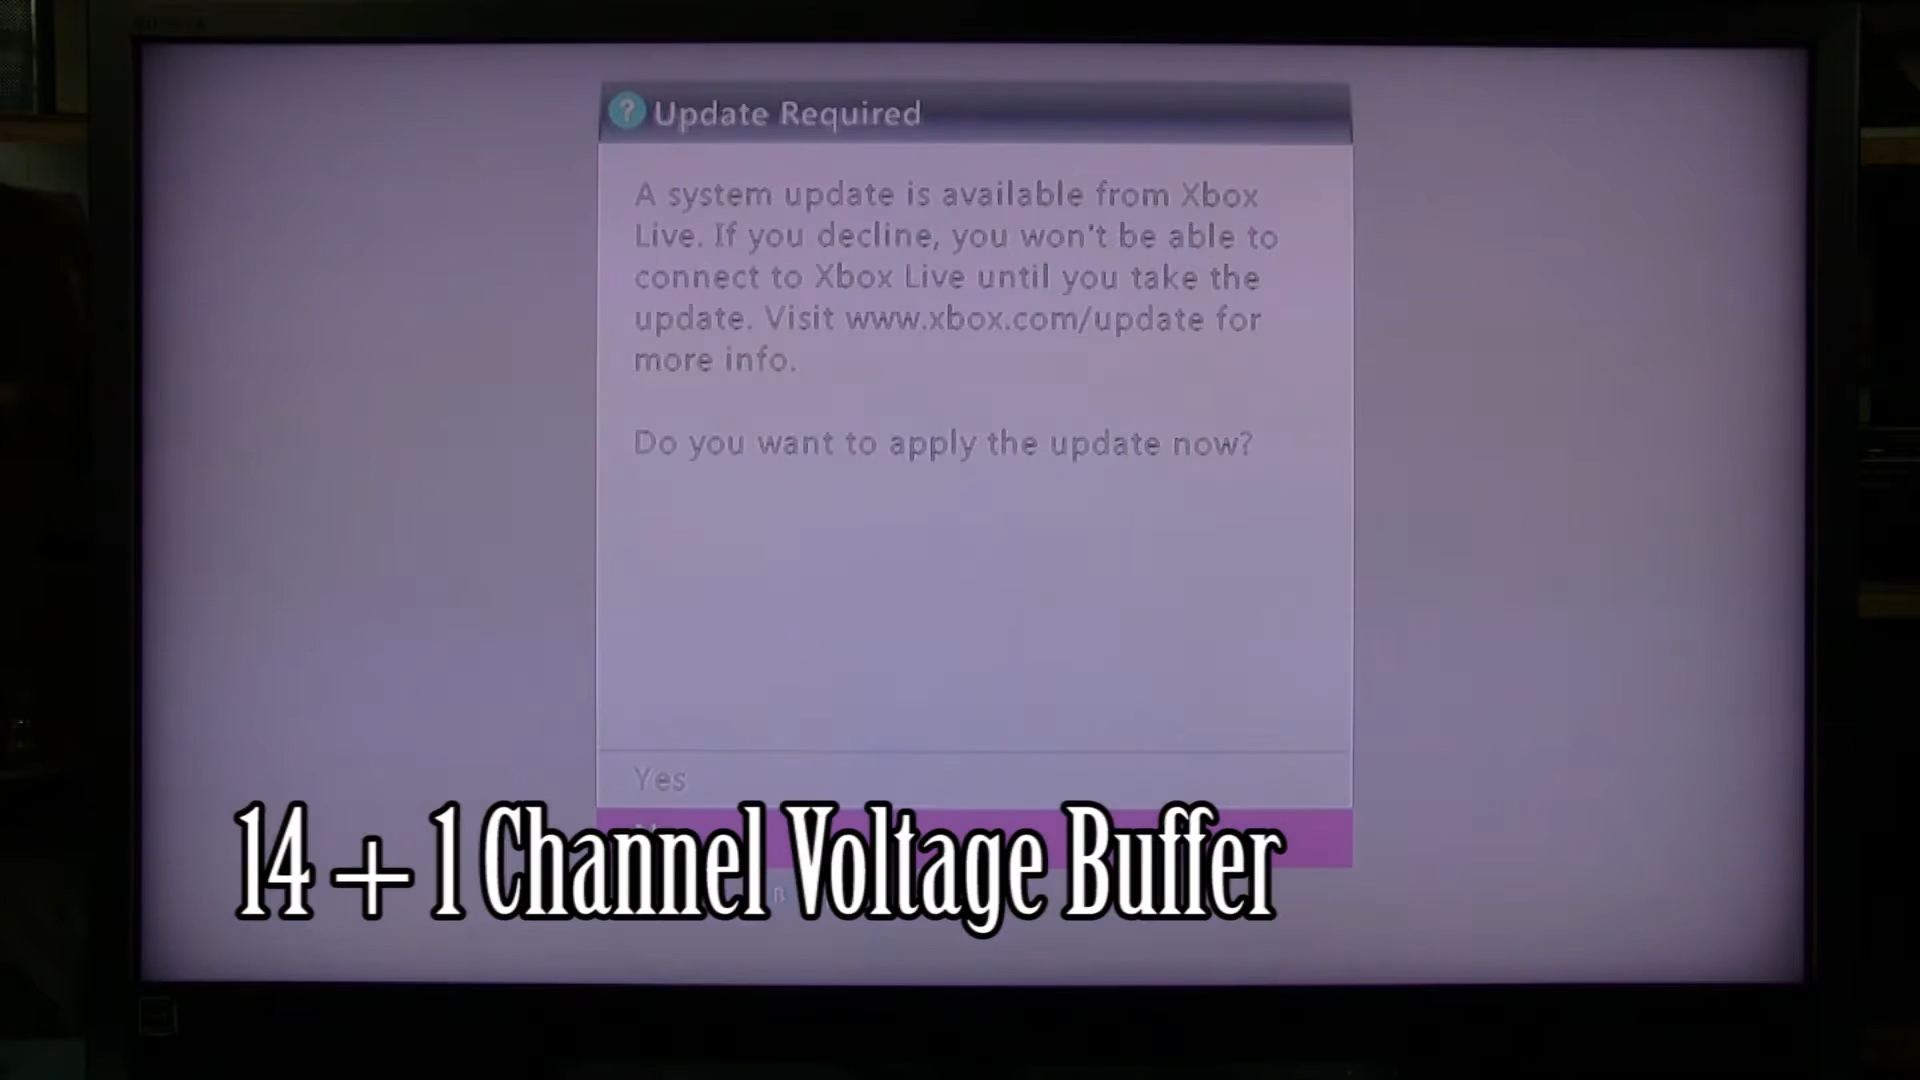 Update Required
A system update is available from Xbox
Live. If you decline, you won't be able to
connect to Xbox Live until you take the
update. Visit www.xbox.com/update for
more info.
Do you want to apply the update now?
Yes
14 + 1 Channel Voltage Buffer